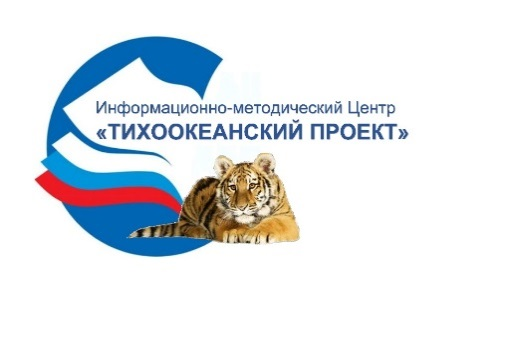 Информационно-методический Центр
«ТИХООКЕАНСКИЙ ПРОЕКТ»